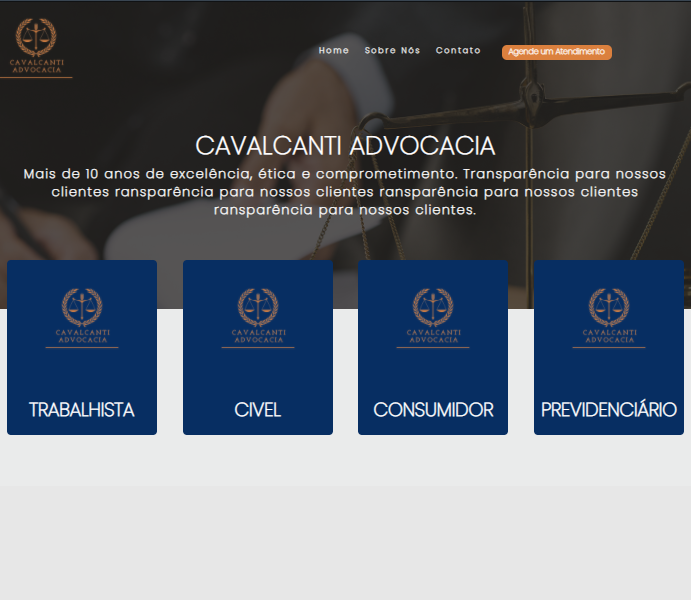 CAVALCANTI
ADVOCACIA
Home Sobre Nós Contato Agende um Atendimento
CAVALCANTI ADVOCACIA
Mais de 10 anos de excelência, ética e comprometimento. Transparência para nossos
clientes ransparência para nossos clientes ransparência para nossos clientes
ransparência para nossos clientes.
CAVALCANTI
ADVOCACIA
TRABALHISTA
CAVALCANTI
ADVOCACIA
CIVEL
CAVALCANTI
ADVOCACIA
CONSUMIDOR
CAVALCANTI
ADVOCACIA
PREVIDENCIÁRIO